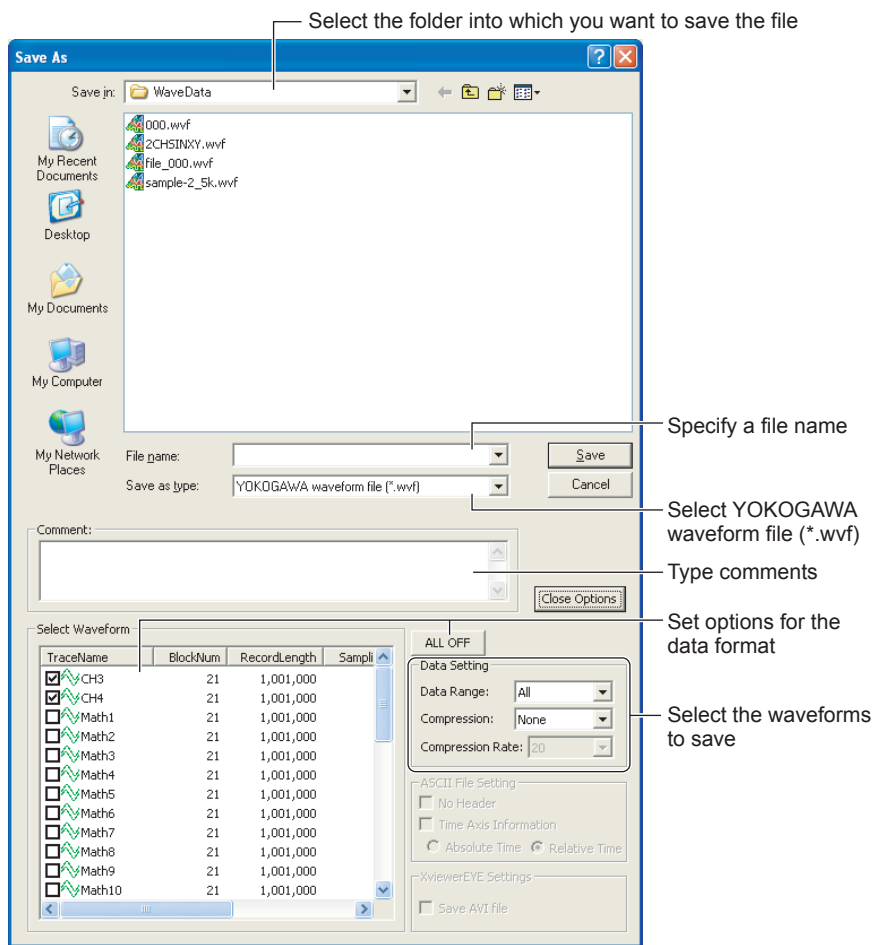 Select the folder into which you want to save the file
Save As
Save in: WaveData
000.wvf
2CHSINXY.wvf
file_000.wvf
sample-2_5k.wvf
My Recent
Documents
Desktop
My Documents
My Computer
My Network
Places
File name:
Save
Specify a file name
Save as type: YOKOGAWA waveform file (*.wvf)
Cancel
Select YOKOGAWA
waveform file (*.wvf)
Comment:
Type comments
Close Options
Set options for the
data format
Select Waveform
ALL OFF
TraceName BlockNum RecordLength Sampli
CH3 21 1,001,000
CH4 21 1,001,000
Math1 21 1,001,000
Math2 21 1,001,000
Math3 21 1,001,000
Math4 21 1,001,000
Math5 21 1,001,000
Math6 21 1,001,000
Math7 21 1,001,000
Math8 21 1,001,000
Math9 21 1,001,000
Math10 21 1,001,000
Data Setting
Data Range: All
Compression: None
Compression Rate: 20
Select the waveforms
to save
ASCII File Setting
No Header
Time Axis Information
Absolute Time Relative Time
XviewerEYE Settings
Save AVI file